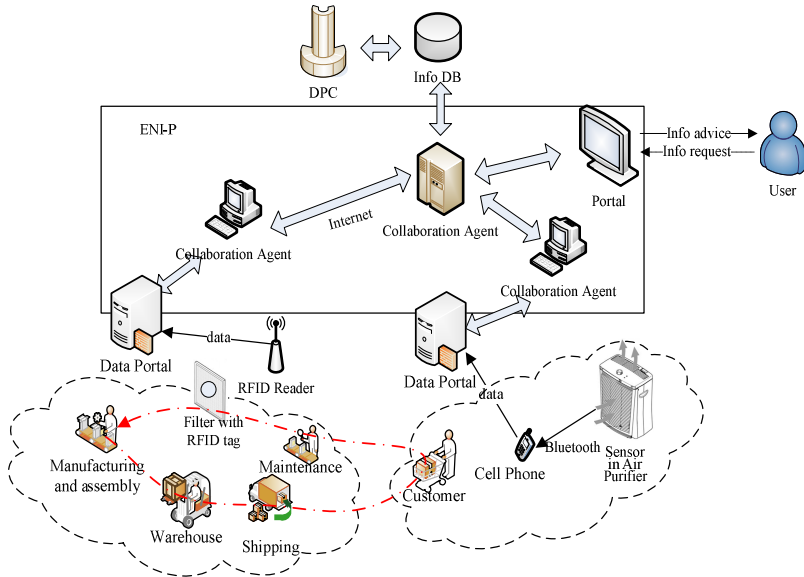 DPC
Info DB
ENI-P
Info advice
Info request
User
Portal
Internet
Collaboration Agent
Collaboration Agent
Collaboration Agent
data
Data Portal
RFID Reader
Data Portal
data
Filter with
RFID tag
Manufacturing
and assembly
Maintenance
Warehouse
Shipping
Customer
Cell Phone
Bluetooth
Sensor
in Air
Purifier